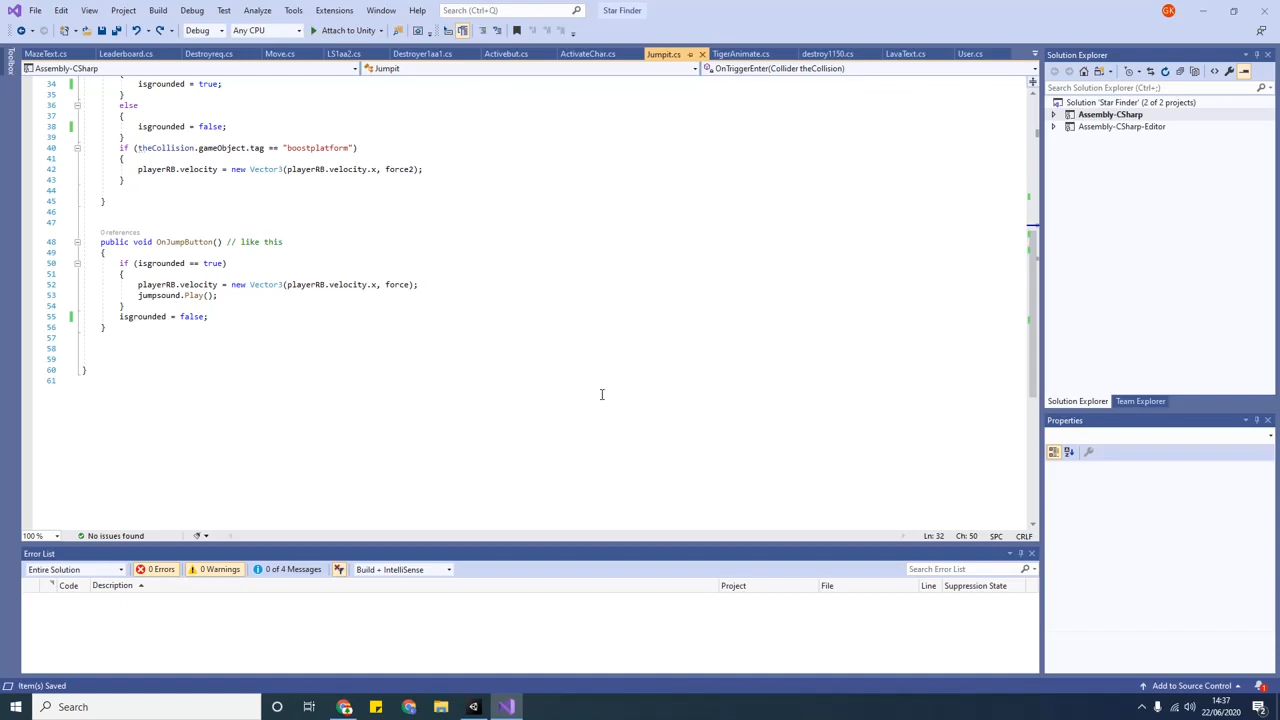 File Edit View Project Build Debug Test Analyze Tools Extensions Window Help Search (Ctrl+Q) Star Finder GK
Debug Any CPU Attach to Unity
MazeText.cs Leaderboard.cs Destroyreq.cs Move.cs LS1aa2.cs Destroyer1aa1.cs Activebut.cs ActivateChar.cs Jumpit.cs TigerAnimate.cs destroy1150.cs LavaText.cs User.cs
Toolbox
Assembly-CSharp Jumpit OnTriggerEnter(Collider theCollision)
34 isgrounded = true;
35 }
36 else
37 {
38 isgrounded = false;
39 }
40 if (theCollision.gameObject.tag == "boostplatform")
41 {
42 playerRB.velocity = new Vector3(playerRB.velocity.x, force2);
43 }
44
45 }
46
47
0 references
48 public void OnJumpButton() // like this
49 {
50 if (isgrounded == true)
51 {
52 playerRB.velocity = new Vector3(playerRB.velocity.x, force);
53 jumpsound.Play();
54 }
55 isgrounded = false;
56 }
57
58
59
60 }
61
100 % No issues found Ln: 32 Ch: 50 SPC CRLF
Error List
Entire Solution 0 Errors 0 Warnings 0 of 4 Messages Build + IntelliSense Search Error List
Code Description Project File Line Suppression State
Solution Explorer
Search Solution Explorer (Ctrl+;)
Solution 'Star Finder' (2 of 2 projects)
Assembly-CSharp
Assembly-CSharp-Editor
Solution Explorer Team Explorer
Properties
Item(s) Saved Add to Source Control 1
Search 14:37
22/06/2020 2